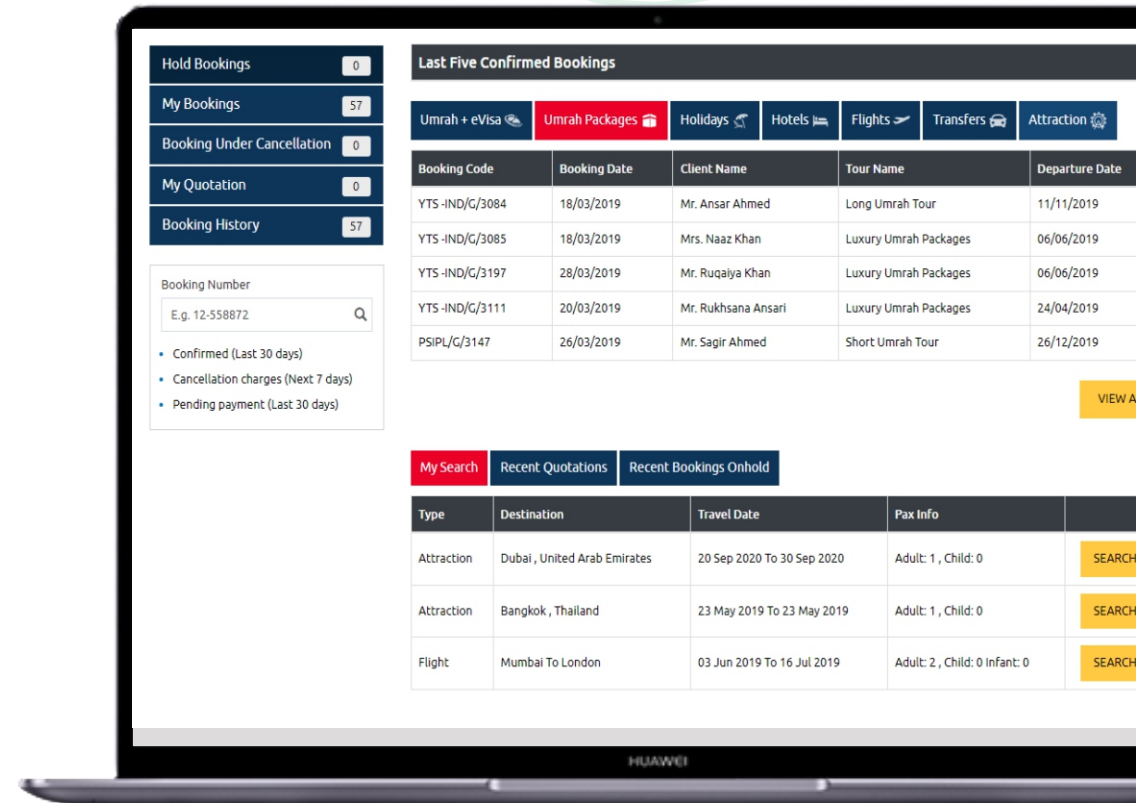 Hold Bookings 0
My Bookings 57
Booking Under Cancellation 0
My Quotation 0
Booking History 57
Booking Number
E.g. 12-558872
Confirmed (Last 30 days)
Cancellation charges (Next 7 days)
Pending payment (Last 30 days)
Last Five Confirmed Bookings
Umrah + eVisa Umrah Packages Holidays Hotels Flights Transfers Attraction
Booking Code Booking Date Client Name Tour Name Departure Date
YTS -IND/G/3084 18/03/2019 Mr. Ansar Ahmed Long Umrah Tour 11/11/2019
YTS -IND/G/3085 18/03/2019 Mrs. Naaz Khan Luxury Umrah Packages 06/06/2019
YTS -IND/G/3197 28/03/2019 Mr. Ruqaiya Khan Luxury Umrah Packages 06/06/2019
YTS -IND/G/3111 20/03/2019 Mr. Rukhsana Ansari Luxury Umrah Packages 24/04/2019
PSIPL/G/3147 26/03/2019 Mr. Sagir Ahmed Short Umrah Tour 26/12/2019
VIEW A
My Search Recent Quotations Recent Bookings Onhold
Type Destination Travel Date Pax Info
Attraction Dubai , United Arab Emirates 20 Sep 2020 To 30 Sep 2020 Adult: 1 , Child: 0 SEARCH
Attraction Bangkok , Thailand 23 May 2019 To 23 May 2019 Adult: 1 , Child: 0 SEARCH
Flight Mumbai To London 03 Jun 2019 To 16 Jul 2019 Adult: 2 , Child: 0 Infant: 0 SEARCH
HUAWEI